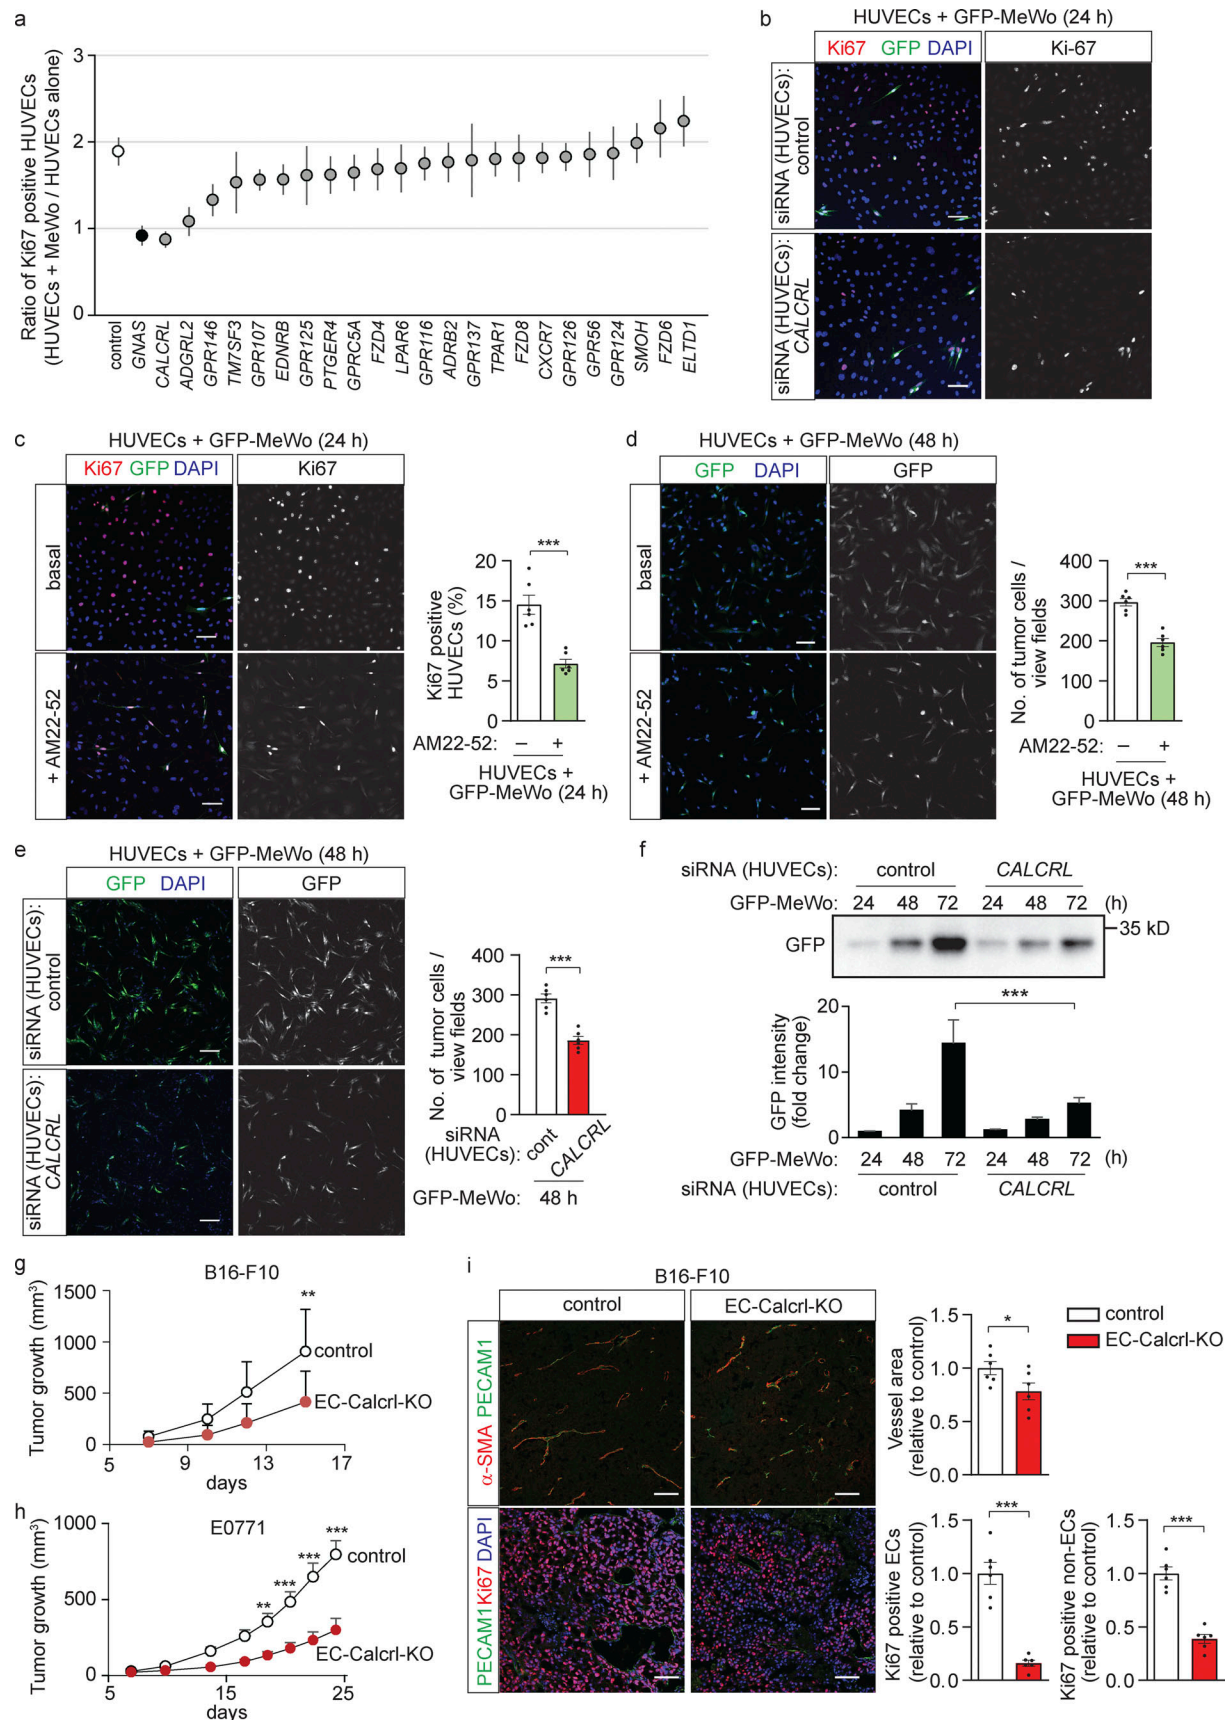 a
Ratio of Ki67 positive HUVECs
(HUVECs + MeWo / HUVECs alone)
3
2
1
0
control
GNAS
CALCRL
ADGRL2
GPR146
TM7SF3
GPR107
EDNRB
GPR125
PTGER4
GPRC5A
FZD4
LPAR6
GPR116
ADRB2
GPR137
TPAR1
FZD8
CXCR7
GPR126
GPR56
GPR124
SMOH
FZD6
ELTD1
b
HUVECs + GFP-MeWo (24 h)
Ki67 GFP DAPI
Ki-67
siRNA (HUVECs):
control
siRNA (HUVECs):
CALCRL
c
HUVECs + GFP-MeWo (24 h)
Ki67 GFP DAPI
Ki67
basal
+ AM22-52
Ki67 positive
HUVECs (%)
20
15
10
5
0
***
AM22-52: – +
HUVECs +
GFP-MeWo (24 h)
d
HUVECs + GFP-MeWo (48 h)
GFP DAPI
GFP
basal
+ AM22-52
No. of tumor cells /
view fields
400
300
200
100
0
***
AM22-52: – +
HUVECs +
GFP-MeWo (48 h)
e
HUVECs + GFP-MeWo (48 h)
GFP DAPI
GFP
siRNA (HUVECs):
control
siRNA (HUVECs):
CALCRL
No. of tumor cells /
view fields
400
300
200
100
0
***
siRNA
(HUVECs):
cont
CALCRL
GFP-MeWo: 48 h
f
siRNA (HUVECs): control CALCRL
GFP-MeWo: 24 48 72 24 48 72 (h)
GFP
35 kD
GFP intensity
(fold change)
20
10
0
***
GFP-MeWo: 24 48 72 24 48 72 (h)
siRNA (HUVECs): control CALCRL
g
B16-F10
Tumor growth (mm³)
1500
1000
500
0
**
control
EC-Calcrl-KO
5 9 13 17
days
h
E0771
Tumor growth (mm³)
1000
500
0
** *** *** ***
control
EC-Calcrl-KO
5 15 25
days
i
B16-F10
control
EC-Calcrl-KO
α-SMA PECAM1
PECAM1 Ki67 DAPI
Vessel area
(relative to control)
1.5
1.0
0.5
0.0
*
control
EC-Calcrl-KO
Ki67 positive ECs
(relative to control)
1.5
1.0
0.5
0.0
***
Ki67 positive non-ECs
(relative to control)
1.5
1.0
0.5
0.0
***